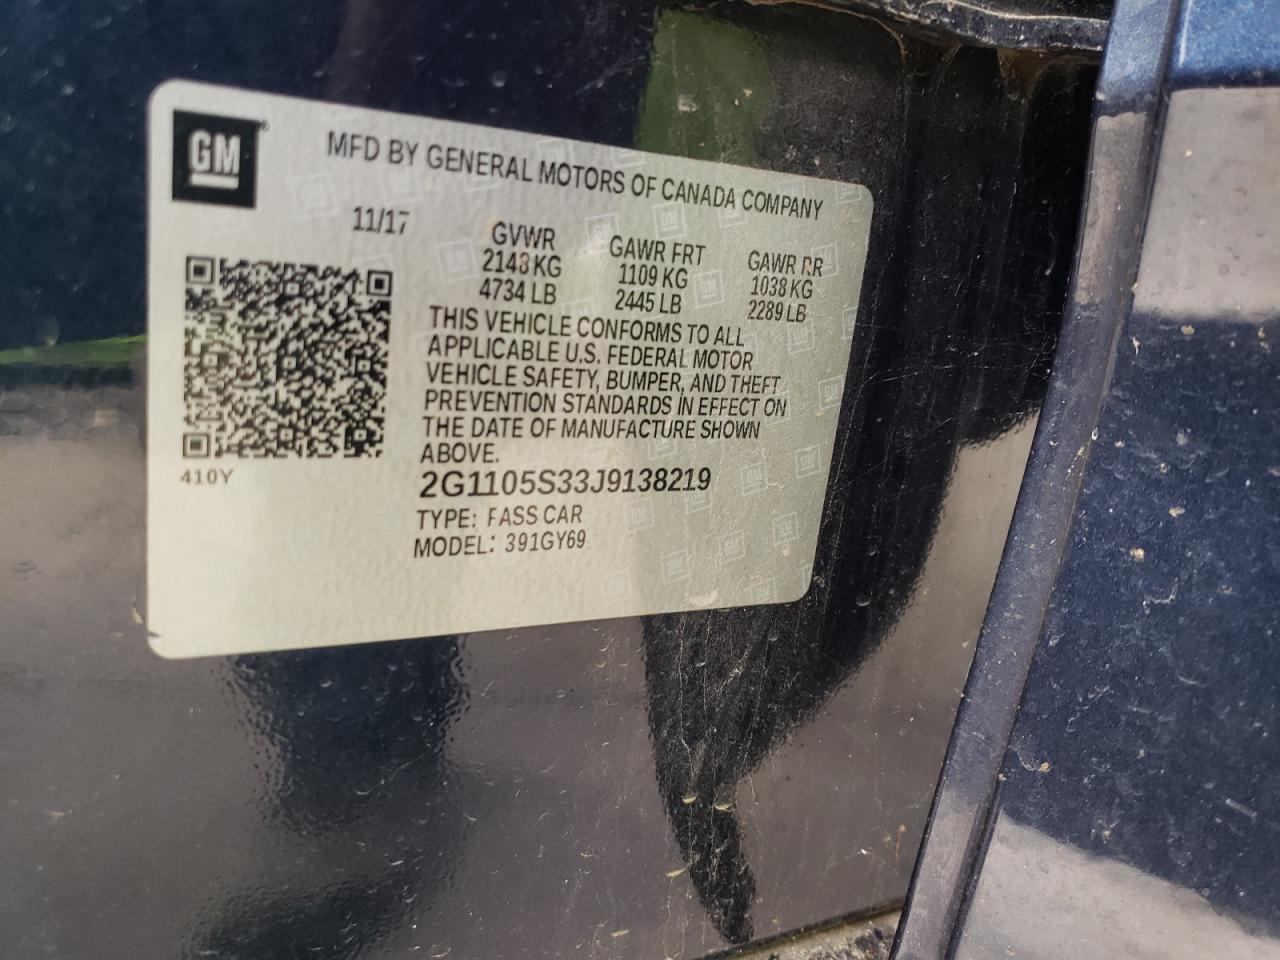 GM
MFD BY GENERAL MOTORS OF CANADA COMPANY
11/17
GVWR GAWR FRT GAWR RR
2148 KG 1109 KG 1038 KG
4734 LB 2445 LB 2289 LB
THIS VEHICLE CONFORMS TO ALL
APPLICABLE U.S. FEDERAL MOTOR
VEHICLE SAFETY, BUMPER, AND THEFT
PREVENTION STANDARDS IN EFFECT ON
THE DATE OF MANUFACTURE SHOWN
ABOVE.
410Y
2G1105S33J9138219
TYPE: PASS CAR
MODEL: 391GY69